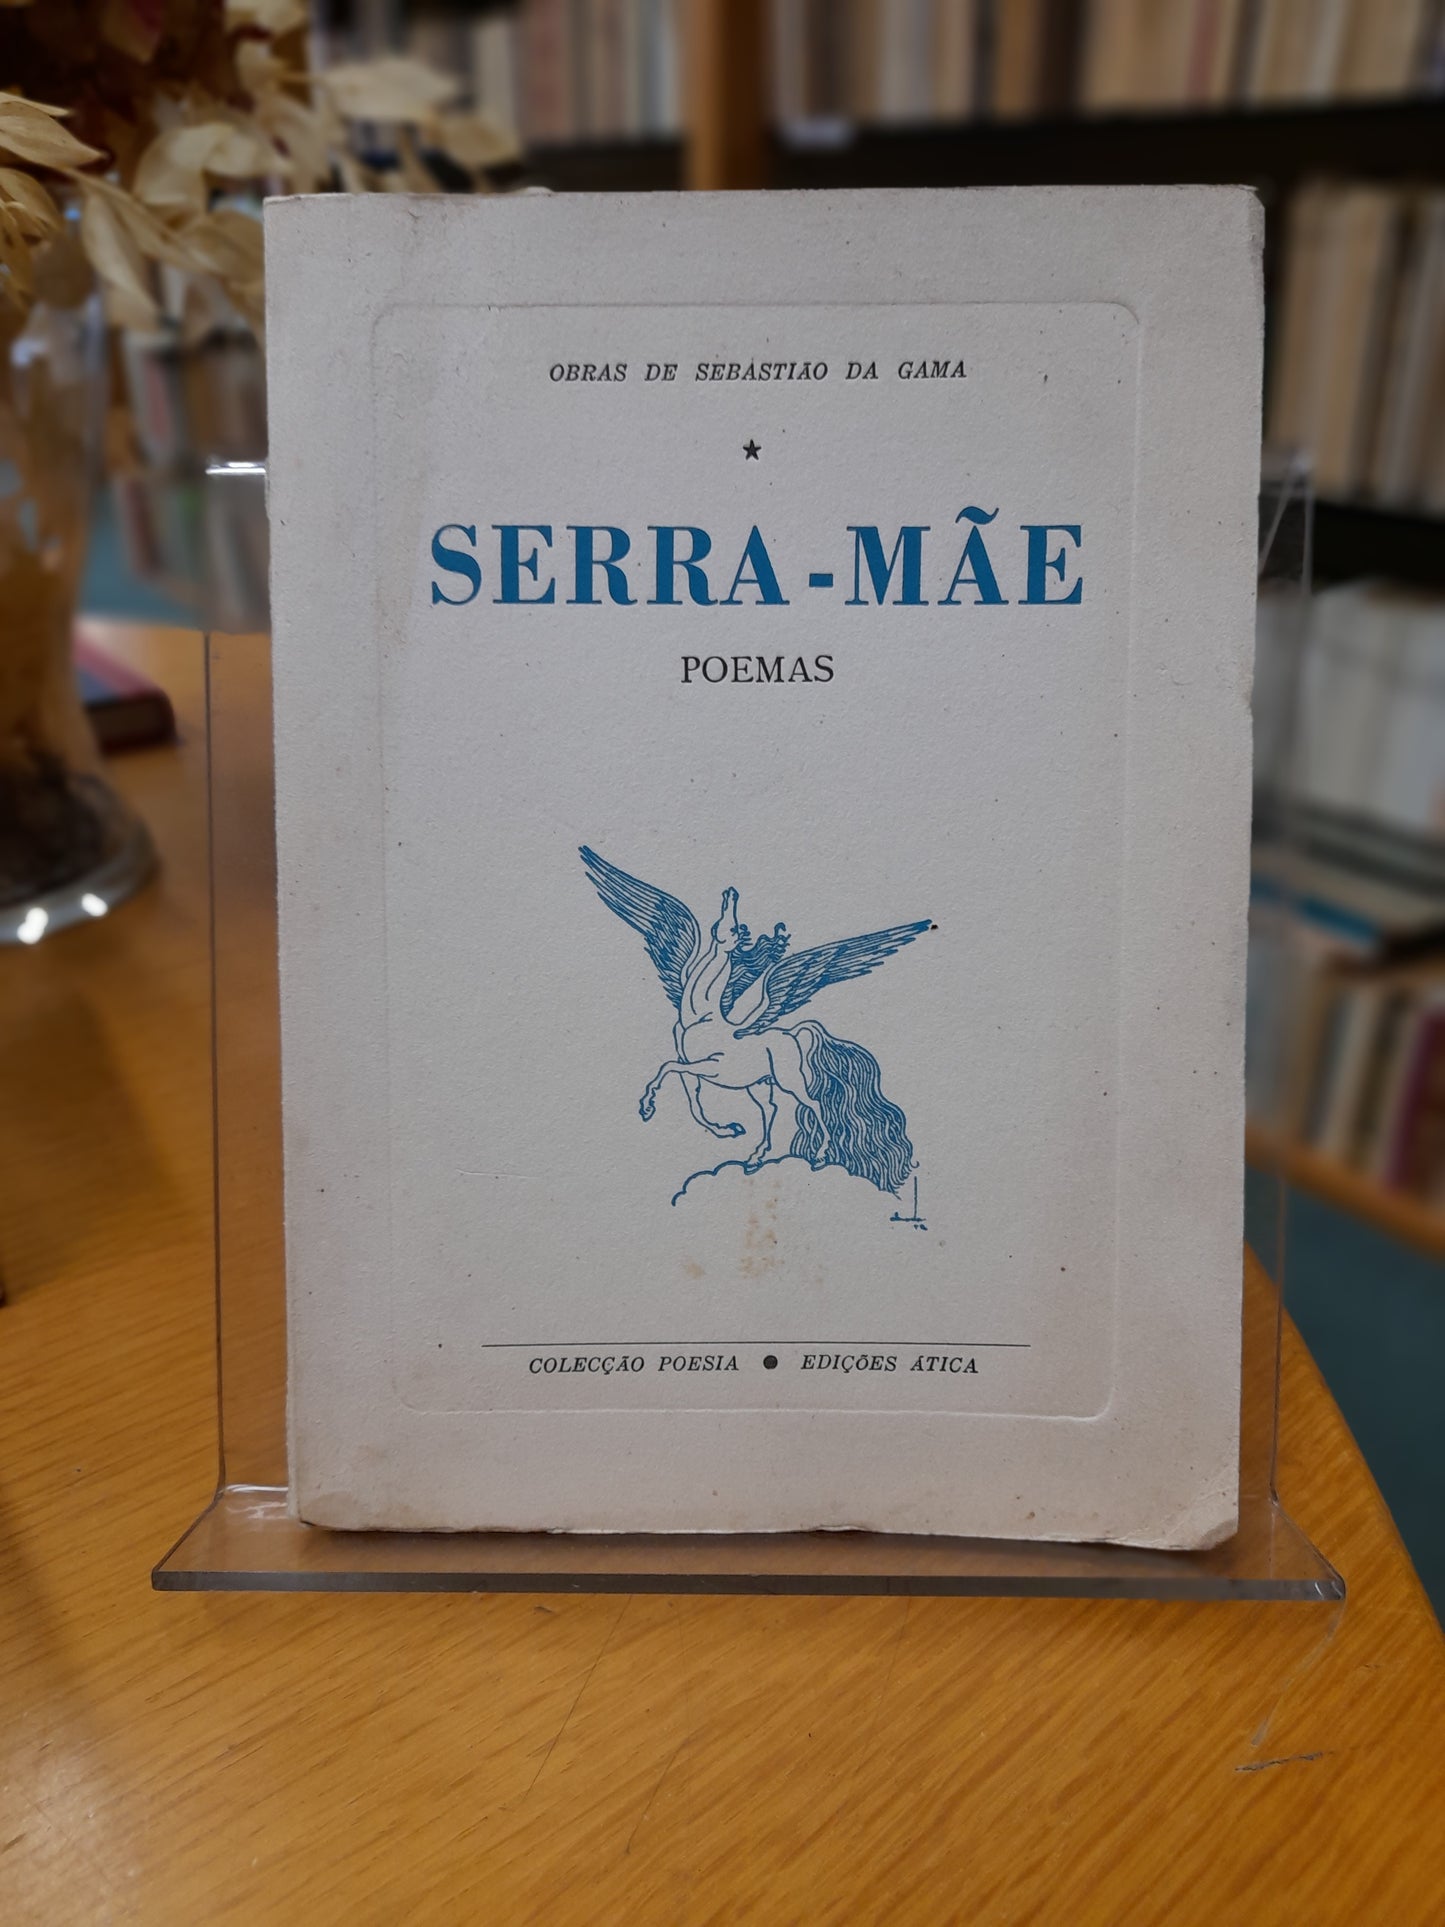 OBRAS DE SEBASTIÃO DA GAMA
★
SERRA-MÃE
POEMAS
COLECÇÃO POESIA ● EDIÇÕES ÁTICA